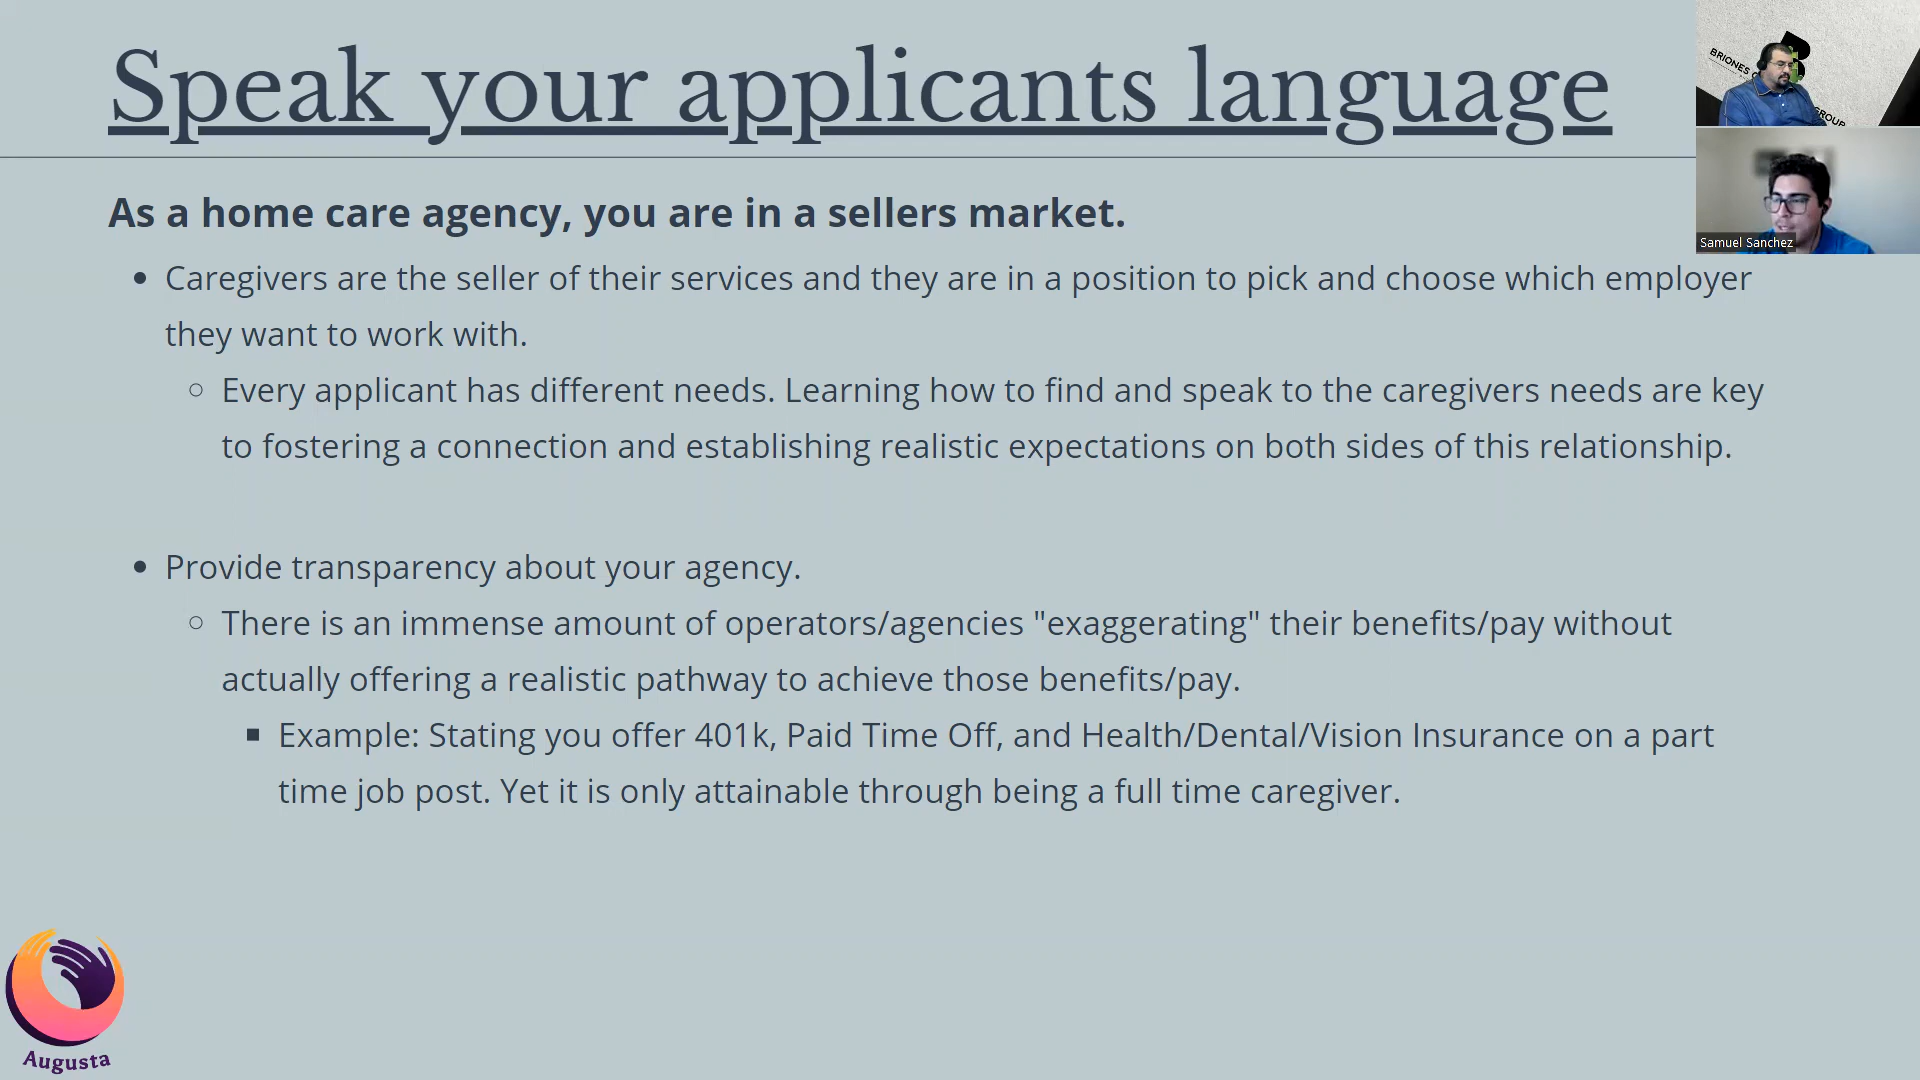 Speak your applicants language
As a home care agency, you are in a sellers market.
Caregivers are the seller of their services and they are in a position to pick and choose which employer
they want to work with.
Every applicant has different needs. Learning how to find and speak to the caregivers needs are key
to fostering a connection and establishing realistic expectations on both sides of this relationship.
Provide transparency about your agency.
There is an immense amount of operators/agencies "exaggerating" their benefits/pay without
actually offering a realistic pathway to achieve those benefits/pay.
Example: Stating you offer 401k, Paid Time Off, and Health/Dental/Vision Insurance on a part
time job post. Yet it is only attainable through being a full time caregiver.
BRIONES
GROUP
Samuel Sanchez
Augusta